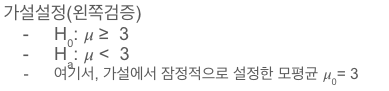 가설설정(왼쪽검증)
- H₀: 𝜇 ≥ 3
- Hₐ: 𝜇 < 3
- 여기서, 가설에서 잠정적으로 설정한 모평균 𝜇₀= 3